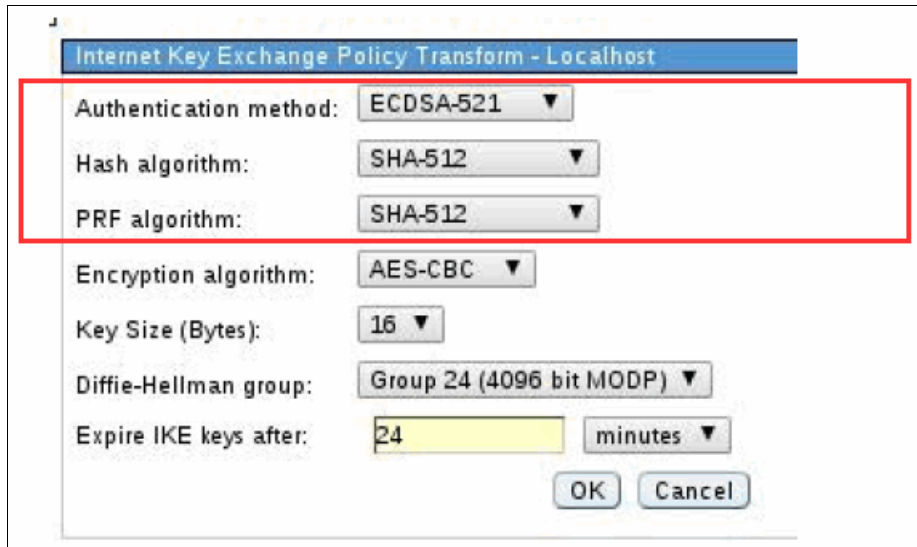 Internet Key Exchange Policy Transform - Localhost
Authentication method: ECDSA-521
Hash algorithm: SHA-512
PRF algorithm: SHA-512
Encryption algorithm: AES-CBC
Key Size (Bytes): 16
Diffie-Hellman group: Group 24 (4096 bit MODP)
Expire IKE keys after: 24 minutes
OK Cancel